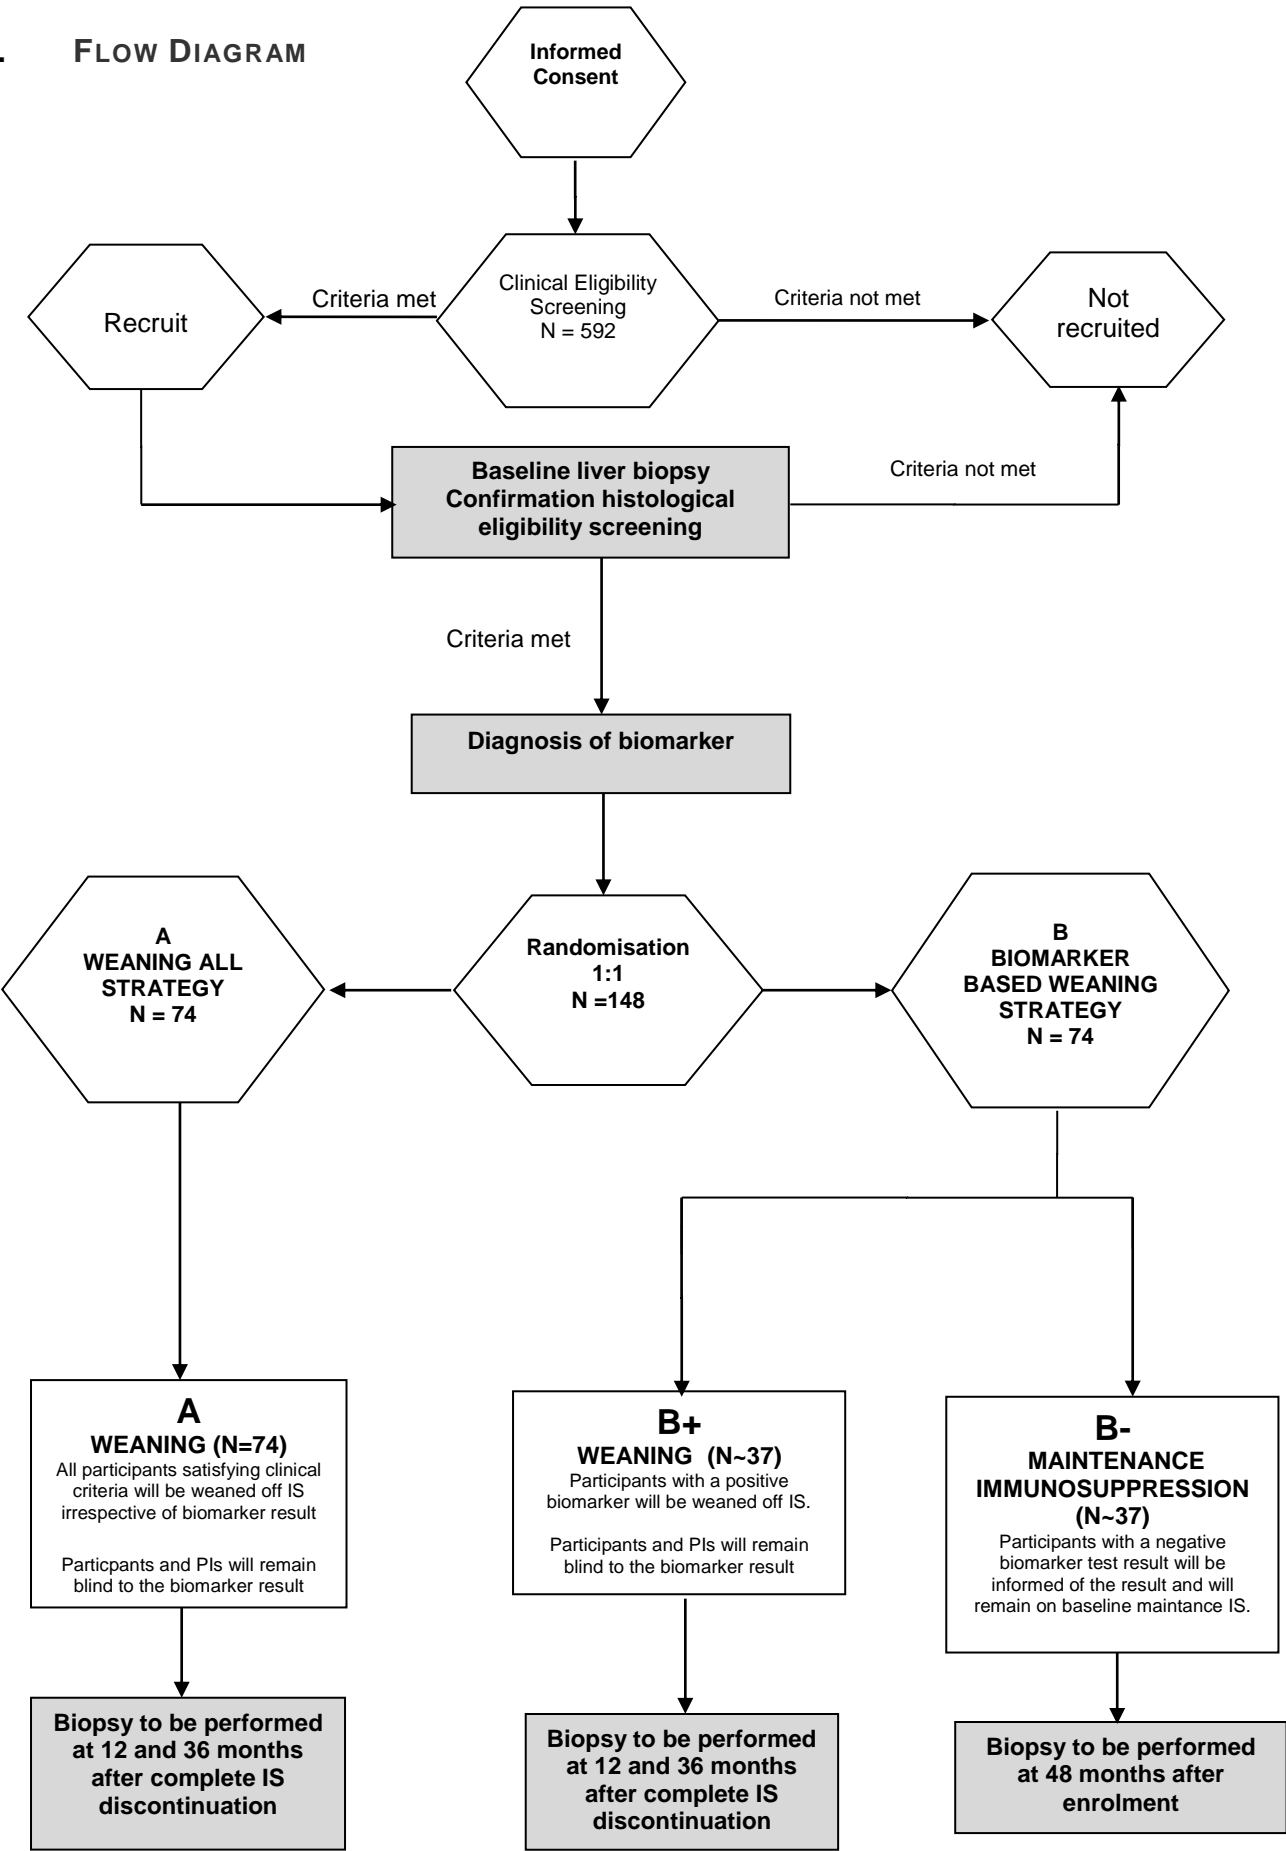 . FLOW DIAGRAM
Informed
Consent
Clinical Eligibility
Screening
N = 592
Criteria met
Criteria not met
Recruit
Not
recruited
Baseline liver biopsy
Confirmation histological
eligibility screening
Criteria not met
Criteria met
Diagnosis of biomarker
A
WEANING ALL
STRATEGY
N = 74
Randomisation
1:1
N =148
B
BIOMARKER
BASED WEANING
STRATEGY
N = 74
A
WEANING (N=74)
All participants satisfying clinical
criteria will be weaned off IS
irrespective of biomarker result
Particpants and PIs will remain
blind to the biomarker result
B+
WEANING (N~37)
Participants with a positive
biomarker will be weaned off IS.
Participants and PIs will remain
blind to the biomarker result
B-
MAINTENANCE
IMMUNOSUPPRESSION
(N~37)
Participants with a negative
biomarker test result will be
informed of the result and will
remain on baseline maintance IS.
Biopsy to be performed
at 12 and 36 months
after complete IS
discontinuation
Biopsy to be performed
at 12 and 36 months
after complete IS
discontinuation
Biopsy to be performed
at 48 months after
enrolment